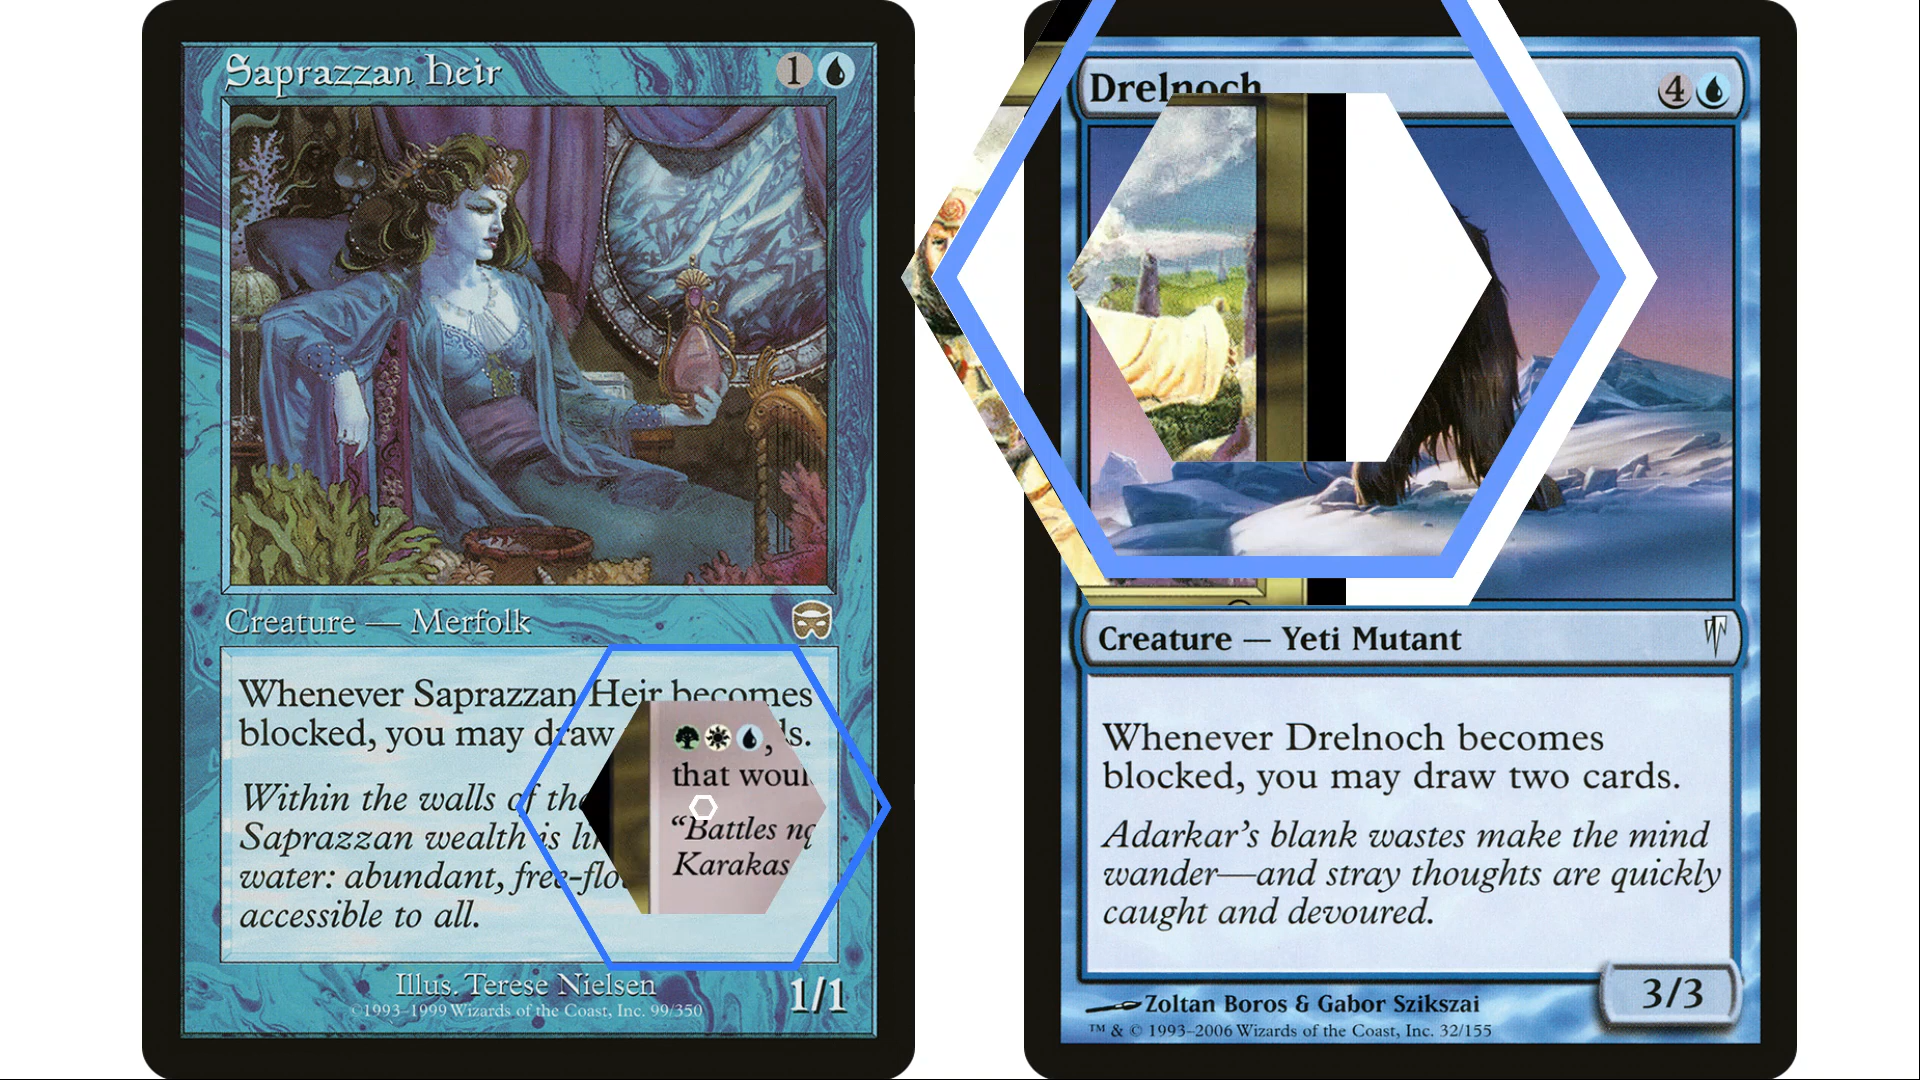 Saprazzan Heir
1
Creature — Merfolk
Whenever Saprazzan Heir becomes
blocked, you may draw
Within the walls of the
Saprazzan wealth is
water: abundant,
accessible to all.
,
that
"Battles
Karakas
Illus. Terese Nielsen
1/1
©1993–1999 Wizards of the Coast, Inc. 99/350
Drelnoch
4
Creature — Yeti Mutant
Whenever Drelnoch becomes
blocked, you may draw two cards.
Adarkar's blank wastes make the mind
wander—and stray thoughts are quickly
caught and devoured.
3/3
Zoltan Boros & Gabor Szikszai
™ & © 1993–2006 Wizards of the Coast, Inc. 32/155